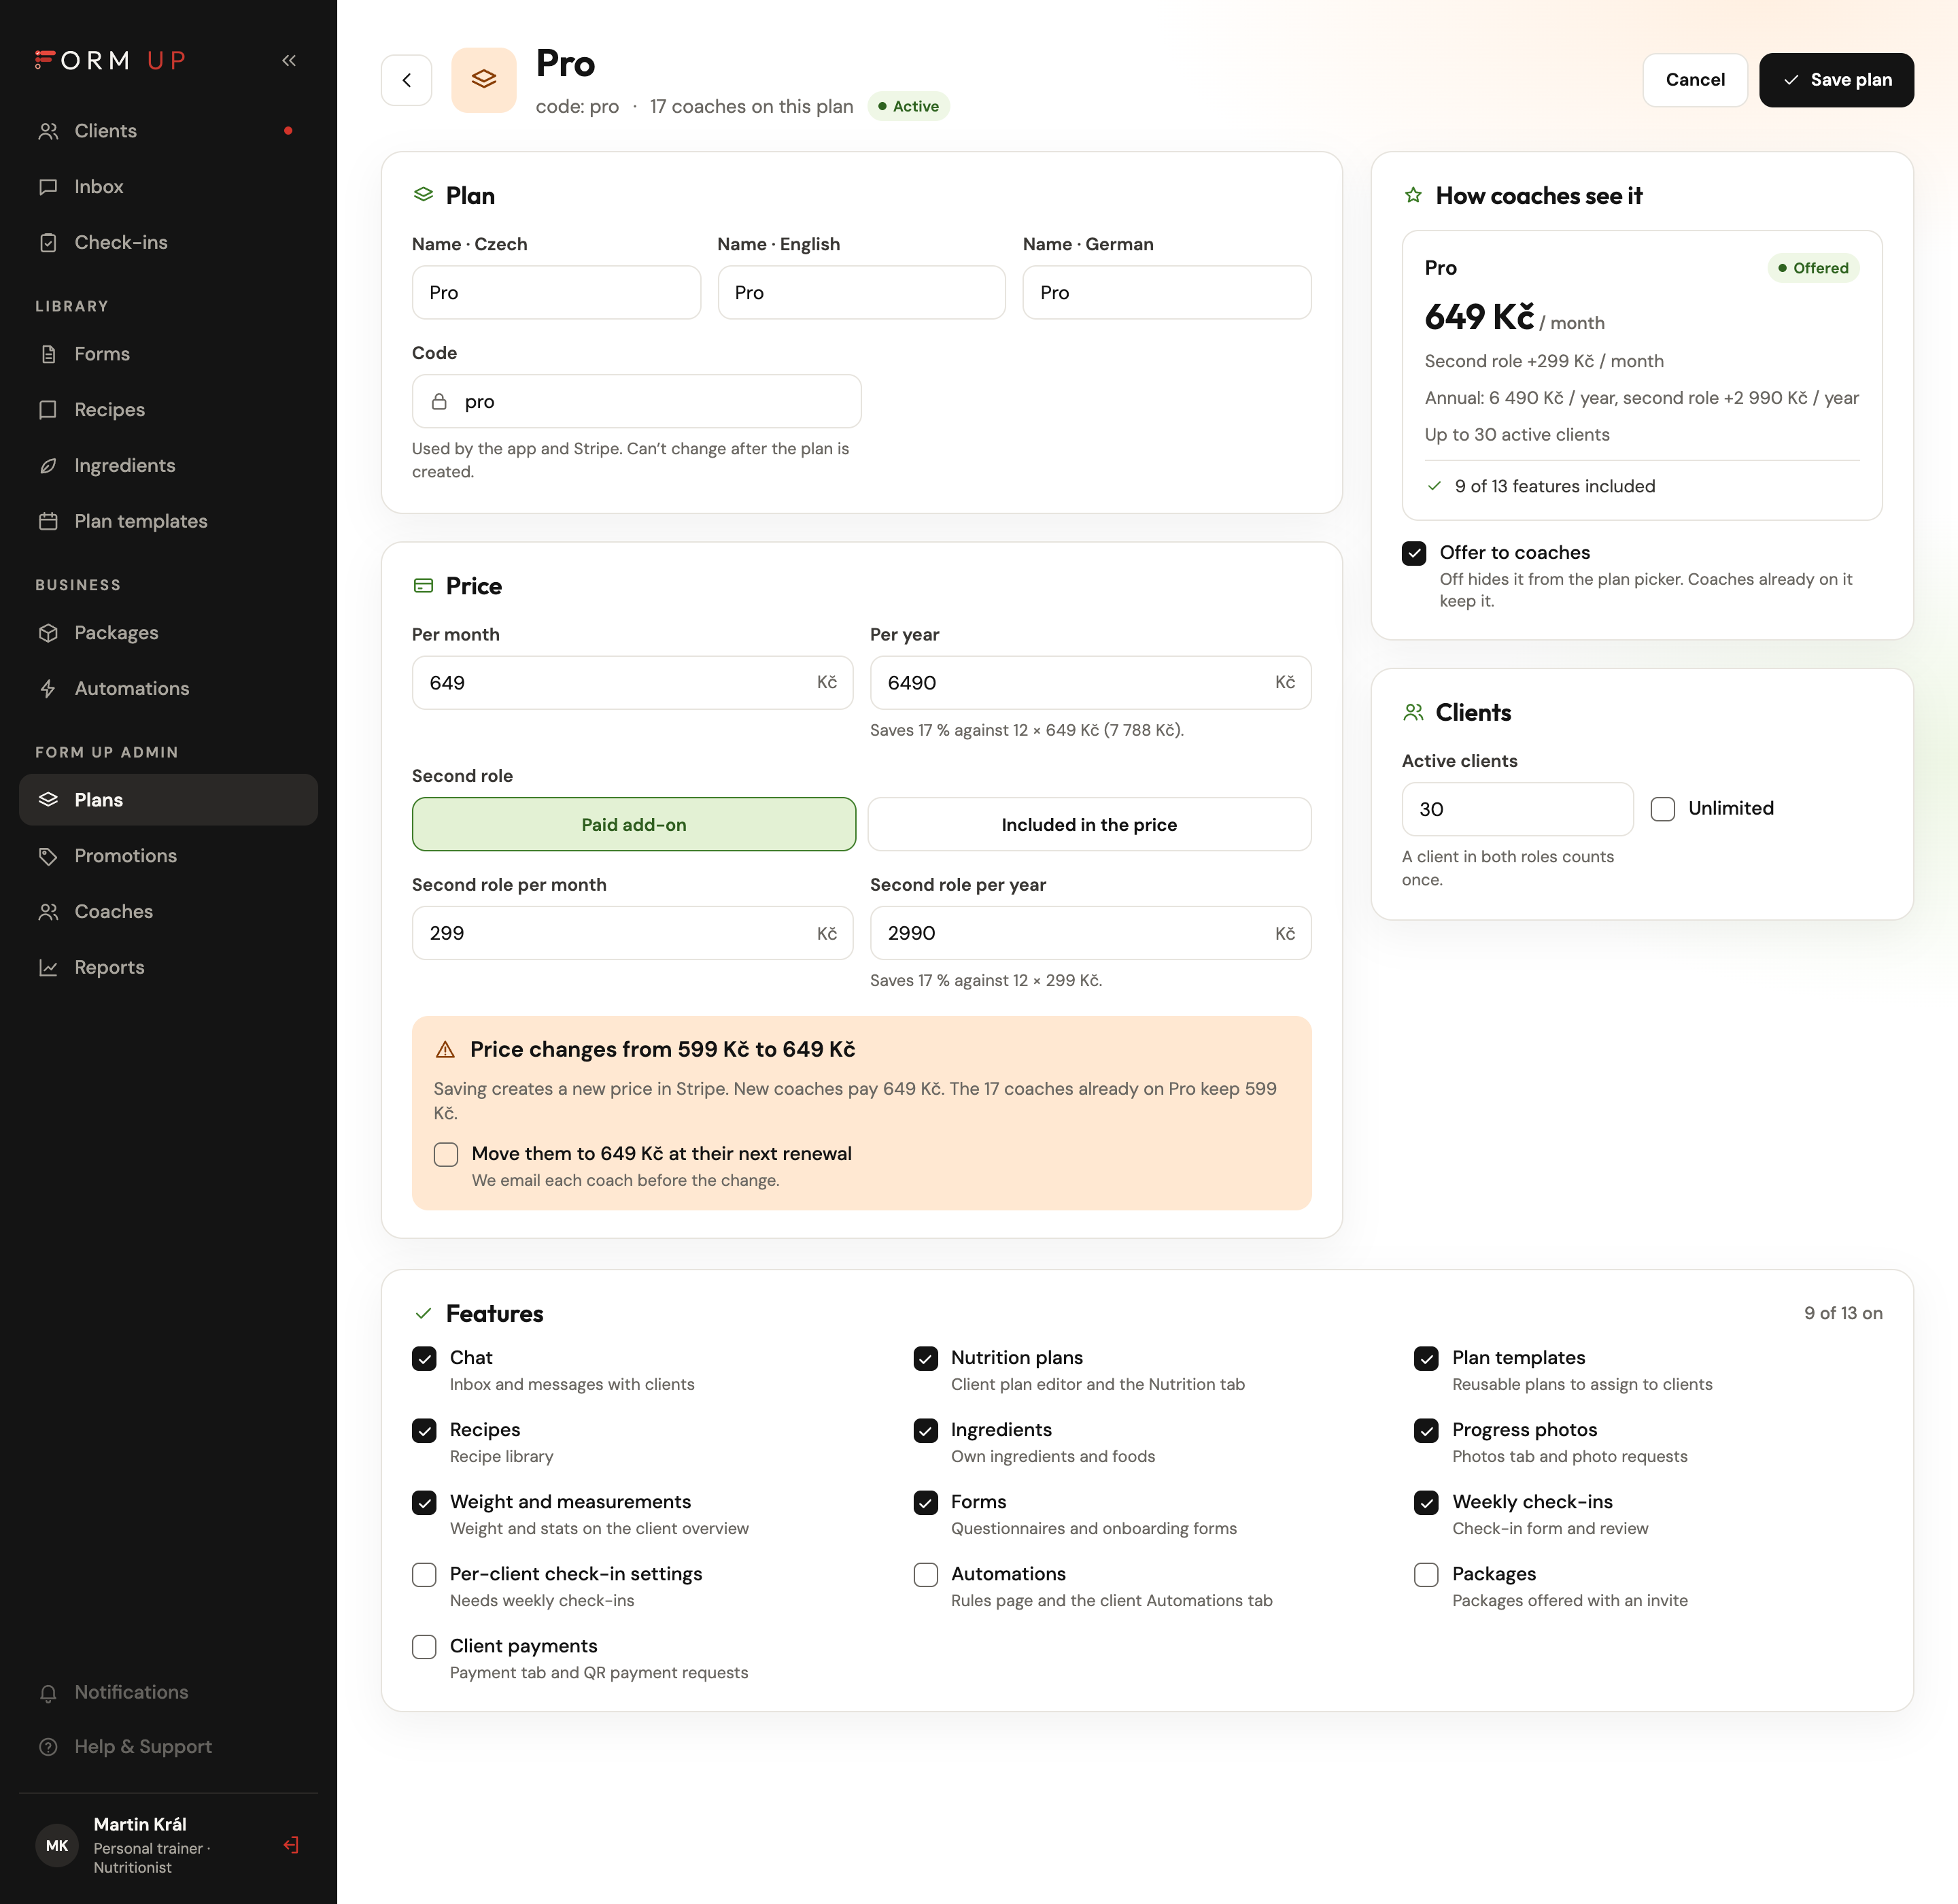 FORM UP
Clients
Inbox
Check-ins
LIBRARY
Forms
Recipes
Ingredients
Plan templates
BUSINESS
Packages
Automations
FORM UP ADMIN
Plans
Promotions
Coaches
Reports
Notifications
Help & Support
MK
Martin Král
Personal trainer ·
Nutritionist
Pro
code: pro · 17 coaches on this plan
Active
Cancel
Save plan
Plan
Name · Czech
Name · English
Name · German
Pro
Pro
Pro
Code
pro
Used by the app and Stripe. Can’t change after the plan is
created.
Price
Per month
Per year
649 Kč
6490 Kč
Saves 17 % against 12 × 649 Kč (7 788 Kč).
Second role
Paid add-on
Included in the price
Second role per month
Second role per year
299 Kč
2990 Kč
Saves 17 % against 12 × 299 Kč.
Price changes from 599 Kč to 649 Kč
Saving creates a new price in Stripe. New coaches pay 649 Kč. The 17 coaches already on Pro keep 599
Kč.
Move them to 649 Kč at their next renewal
We email each coach before the change.
How coaches see it
Pro
Offered
649 Kč / month
Second role +299 Kč / month
Annual: 6 490 Kč / year, second role +2 990 Kč / year
Up to 30 active clients
9 of 13 features included
Offer to coaches
Off hides it from the plan picker. Coaches already on it
keep it.
Clients
Active clients
30
Unlimited
A client in both roles counts
once.
Features
9 of 13 on
Chat
Inbox and messages with clients
Nutrition plans
Client plan editor and the Nutrition tab
Plan templates
Reusable plans to assign to clients
Recipes
Recipe library
Ingredients
Own ingredients and foods
Progress photos
Photos tab and photo requests
Weight and measurements
Weight and stats on the client overview
Forms
Questionnaires and onboarding forms
Weekly check-ins
Check-in form and review
Per-client check-in settings
Needs weekly check-ins
Automations
Rules page and the client Automations tab
Packages
Packages offered with an invite
Client payments
Payment tab and QR payment requests